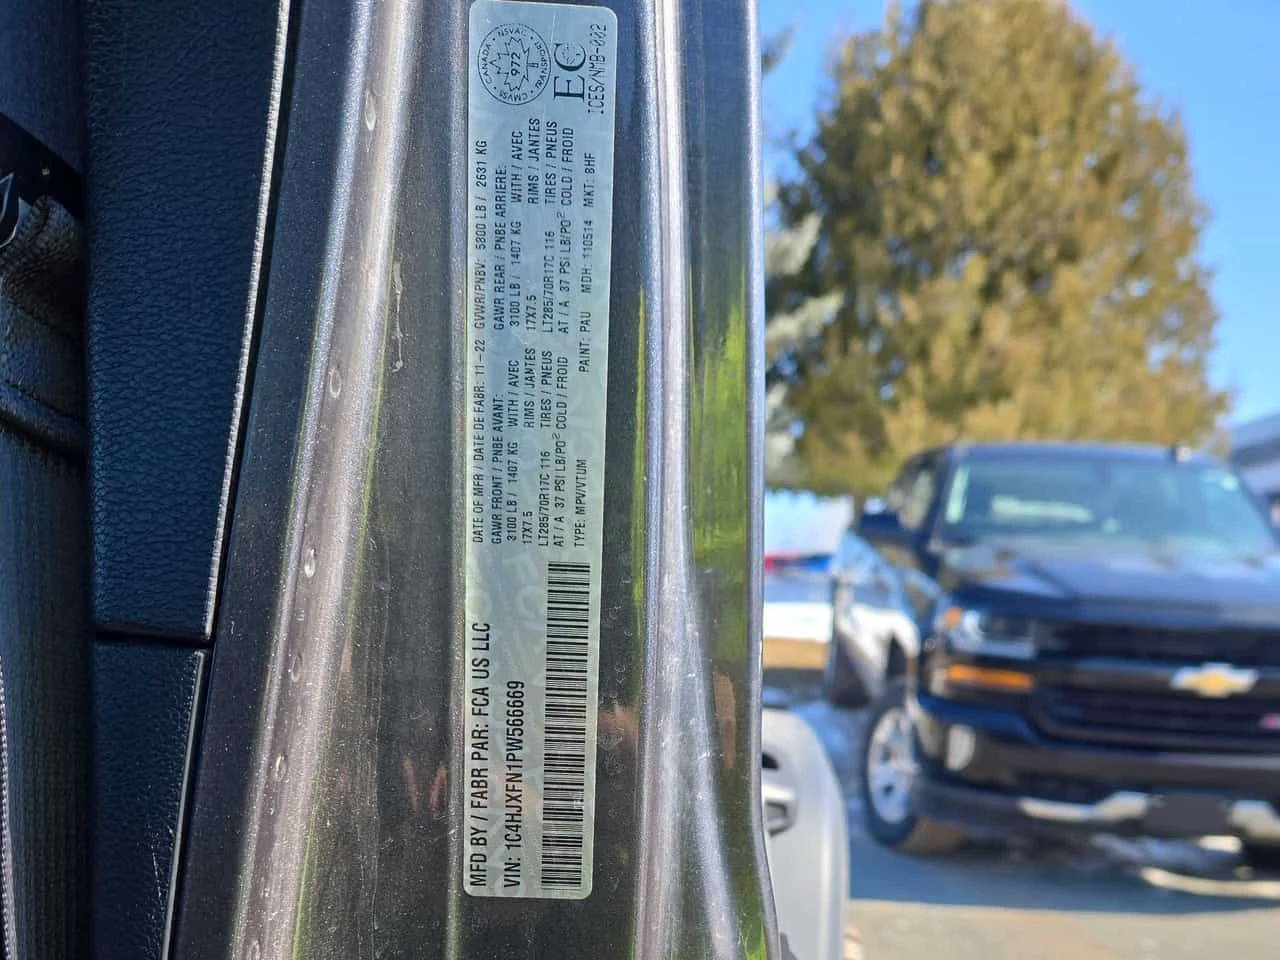 MFD BY / FABR PAR: FCA US LLC
VIN: 1C4HJXFN1PW566669
DATE OF MFR / DATE DE FABR: 11-22 GVWR/PNBV: 5800 LB / 2631 KG
GAWR FRONT / PNBE AVANT: GAWR REAR / PNBE ARRIERE:
3100 LB / 1407 KG WITH / AVEC 3100 LB / 1407 KG WITH / AVEC
17X7.5 RIMS / JANTES 17X7.5 RIMS / JANTES
LT285/70R17C 116 TIRES / PNEUS LT285/70R17C 116 TIRES / PNEUS
AT / A 37 PSI LB/PO² COLD / FROID AT / A 37 PSI LB/PO² COLD / FROID
TYPE: MPV/VTUM PAINT: PAU MDH: 110514 MKT: 8HF
CANADA · NSVAC · TRANSPORT · CMVSS
972
EC
ICES/NMB-002